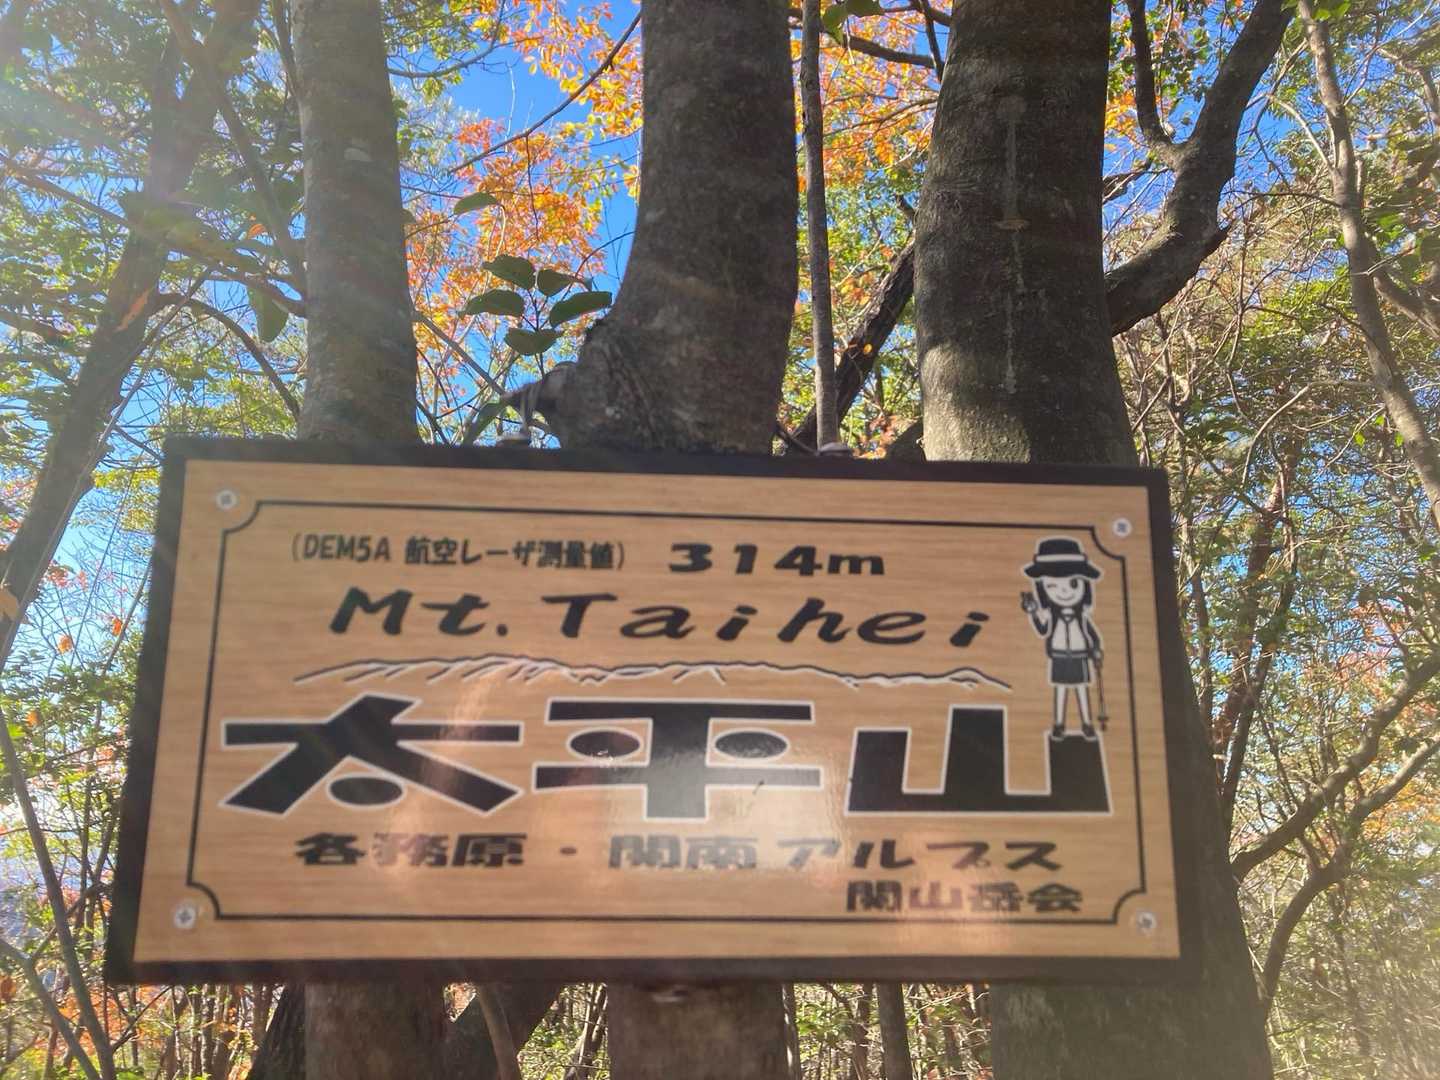 (DEM5A 航空レーザ測量値) 314m
Mt.Taihei
太平山
各務原・関南アルプス
関山岳会